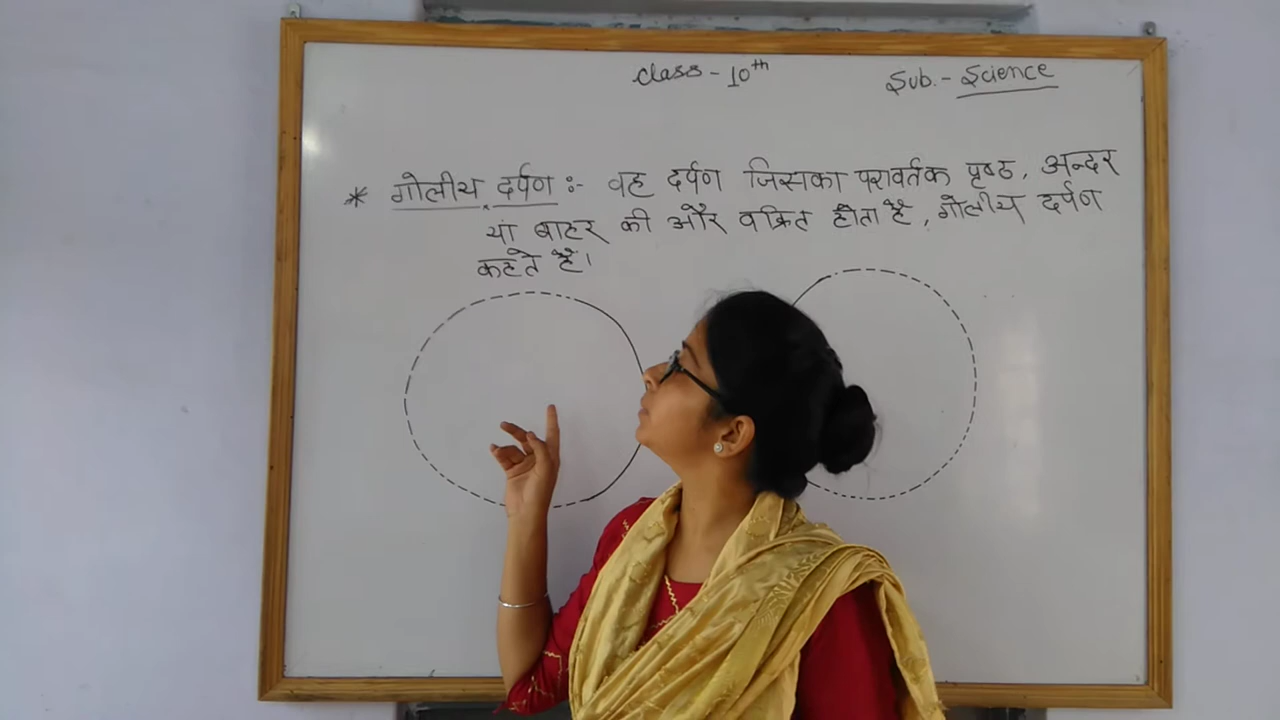 Class - 10th
Sub. - Science
* गोलीय दर्पण :- वह दर्पण जिसका परावर्तक पृष्ठ, अन्दर
यां बाहर की और वक्रित होता है, गोलीय दर्पण
कहते हैं।